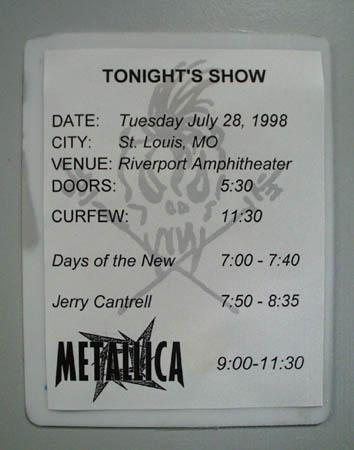 TONIGHT'S SHOW
DATE: Tuesday July 28, 1998
CITY: St. Louis, MO
VENUE: Riverport Amphitheater
DOORS: 5:30
CURFEW: 11:30
Days of the New 7:00 - 7:40
Jerry Cantrell 7:50 - 8:35
METALLICA 9:00-11:30